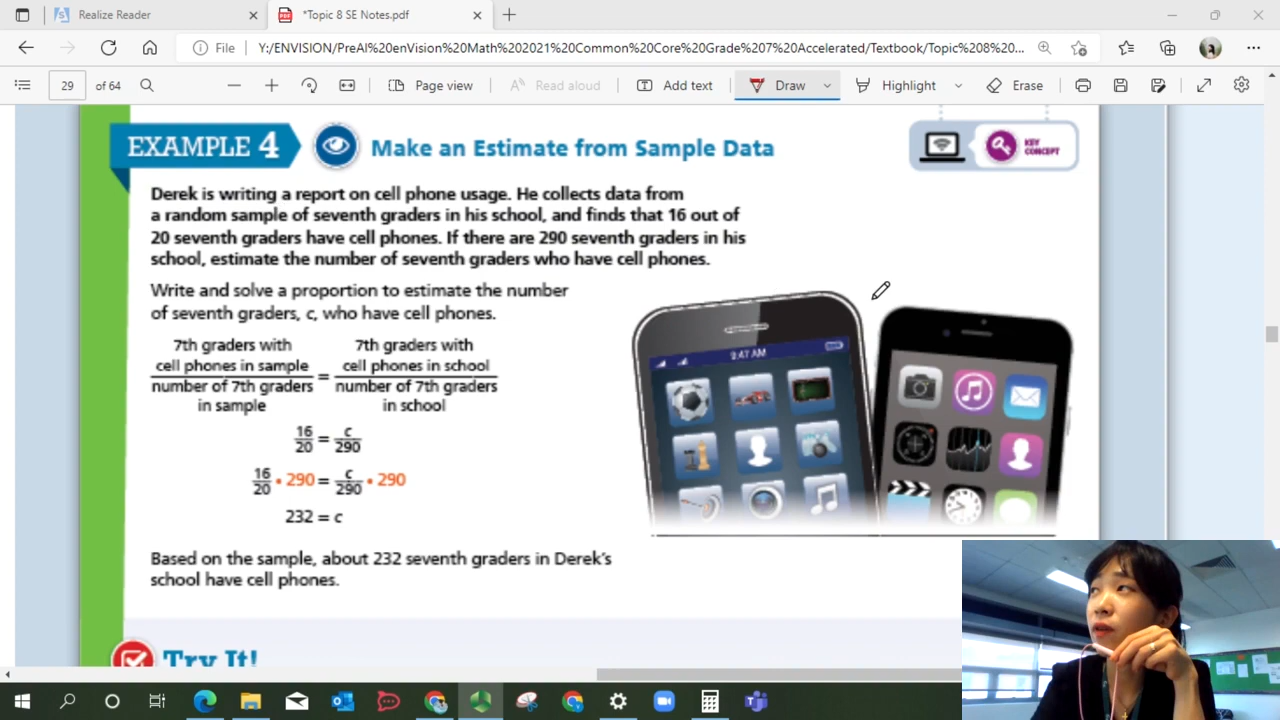 Realize Reader
*Topic 8 SE Notes.pdf
File
Y:/ENVISION/PreAl%20enVision%20Math%202021%20Common%20Core%20Grade%207%20Accelerated/Textbook/Topic%208%20...
29 of 64
Page view
Read aloud
Add text
Draw
Highlight
Erase
EXAMPLE 4
Make an Estimate from Sample Data
KEY
CONCEPT
Derek is writing a report on cell phone usage. He collects data from
a random sample of seventh graders in his school, and finds that 16 out of
20 seventh graders have cell phones. If there are 290 seventh graders in his
school, estimate the number of seventh graders who have cell phones.
Write and solve a proportion to estimate the number
of seventh graders, c, who have cell phones.
7th graders with
cell phones in sample
number of 7th graders
in sample
=
7th graders with
cell phones in school
number of 7th graders
in school
16/20 = c/290
16/20 • 290 = c/290 • 290
232 = c
Based on the sample, about 232 seventh graders in Derek's
school have cell phones.
9:47 AM
Try It!